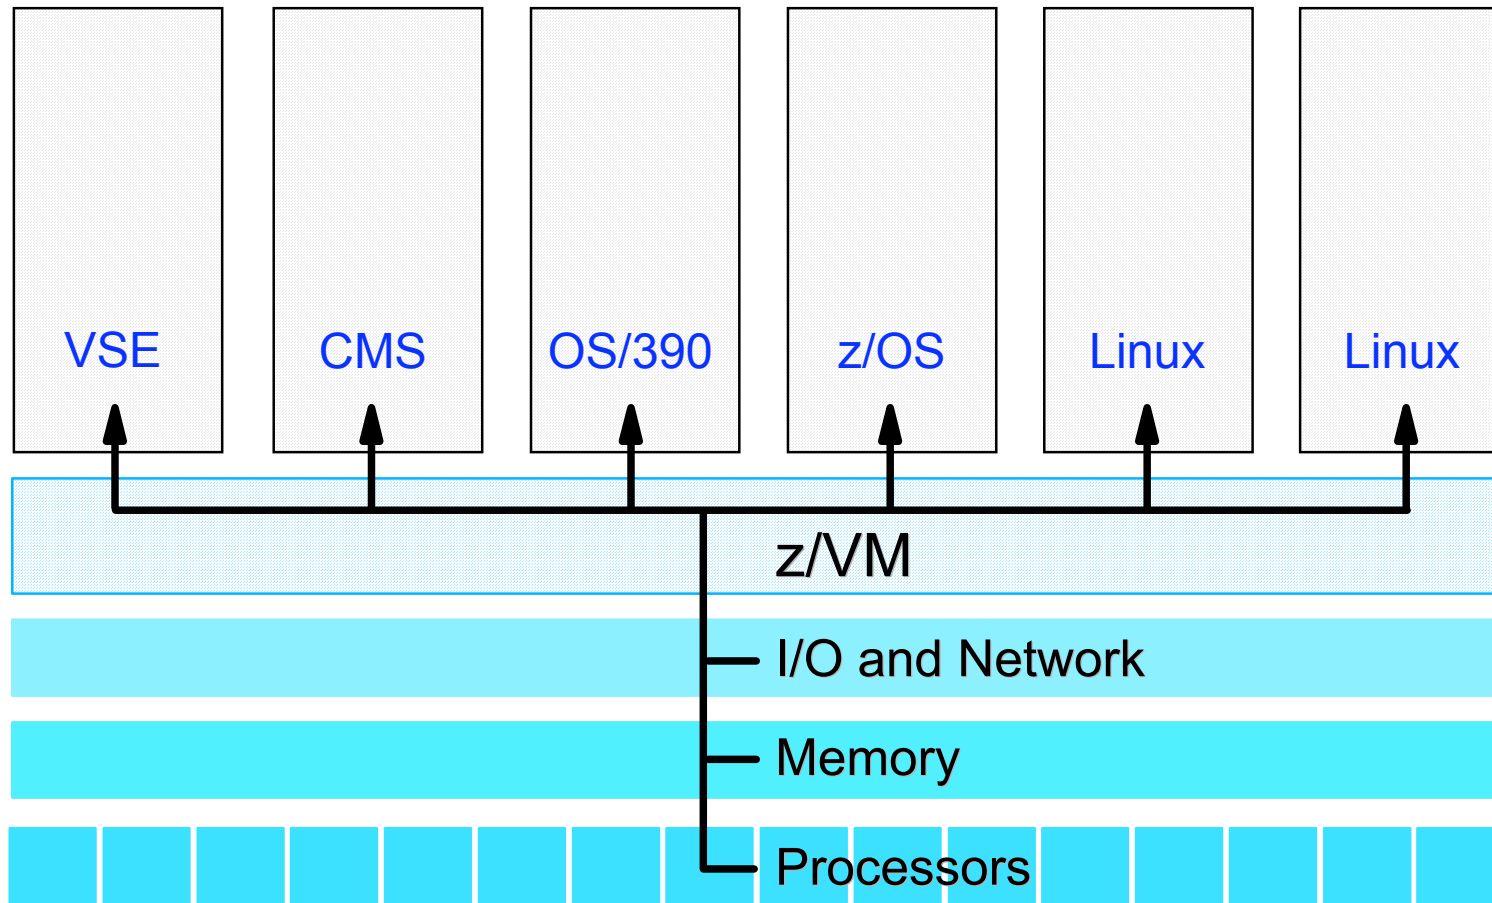 VSE
CMS
OS/390
z/OS
Linux
Linux
z/VM
I/O and Network
Memory
Processors